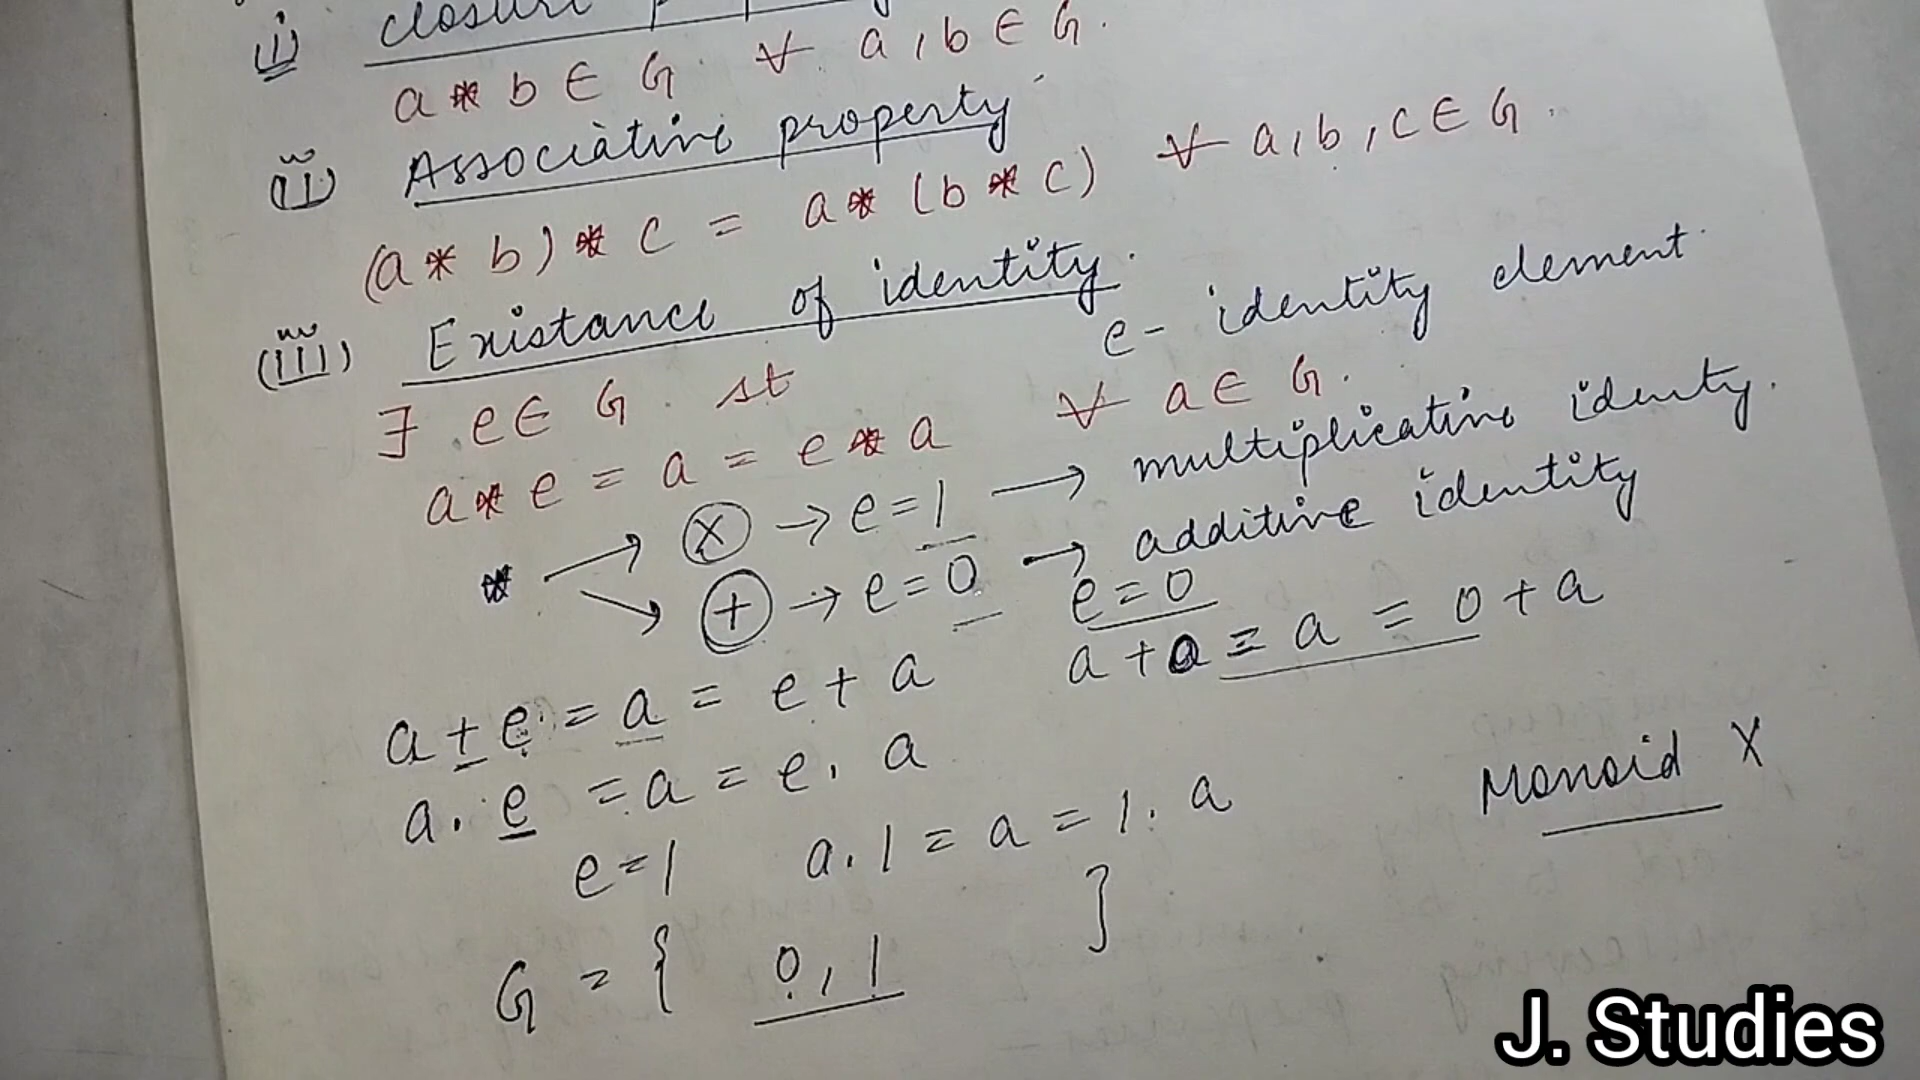 (i) closure
a * b ∈ G ∀ a, b ∈ G.
(ii) Associative property
(a * b) * c = a * (b * c) ∀ a, b, c ∈ G.
(iii) Existance of identity.
e - identity element
∃ e ∈ G st
a * e = a = e * a ∀ a ∈ G.
* → ⊗ → e = 1 → multiplicative identy.
→ ⊕ → e = 0 → additive identity
e = 0
a + e = a = e + a
a + 0 = a = 0 + a
a . e = a = e . a
Monoid X
e = 1 a . 1 = a = 1 . a
G = { 0, 1 }
J. Studies